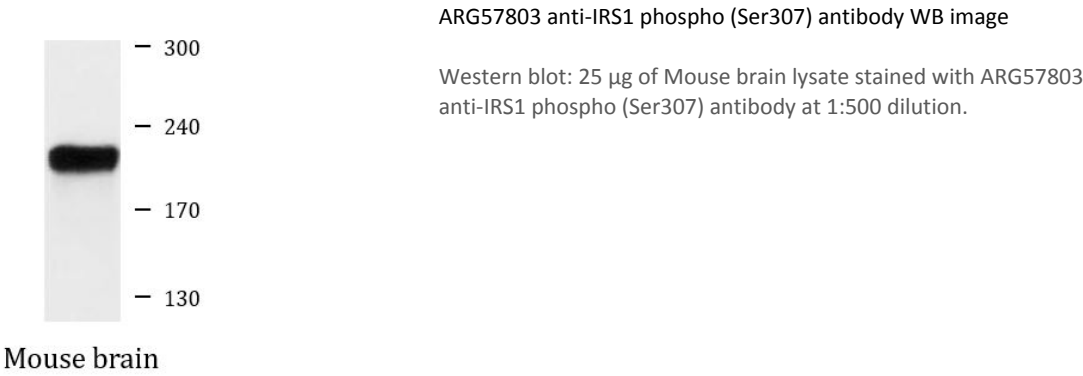 ARG57803 anti-IRS1 phospho (Ser307) antibody WB image
Western blot: 25 µg of Mouse brain lysate stained with ARG57803
anti-IRS1 phospho (Ser307) antibody at 1:500 dilution.
300
240
170
130
Mouse brain